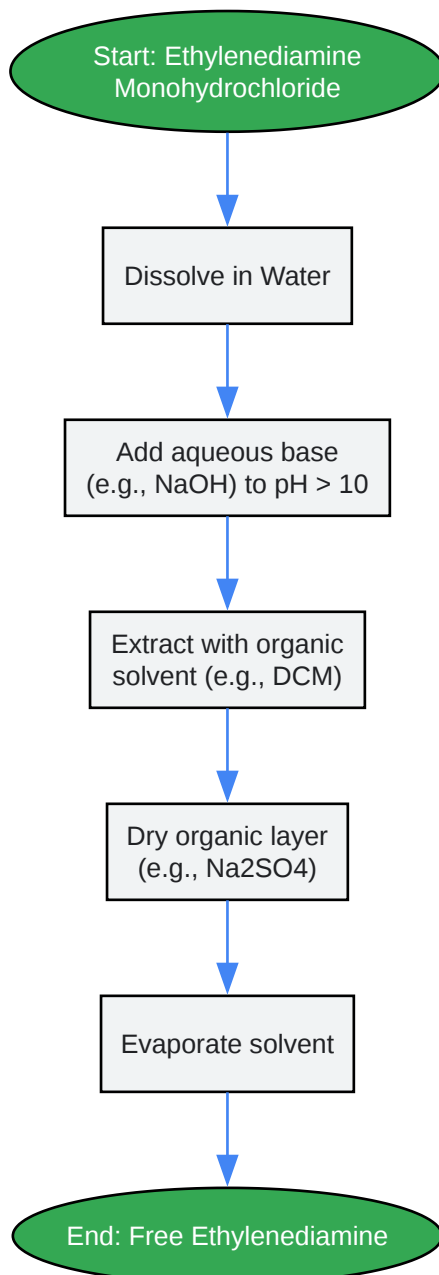 Start: Ethylenediamine
Monohydrochloride
Dissolve in Water
Add aqueous base
(e.g., NaOH) to pH > 10
Extract with organic
solvent (e.g., DCM)
Dry organic layer
(e.g., Na2SO4)
Evaporate solvent
End: Free Ethylenediamine